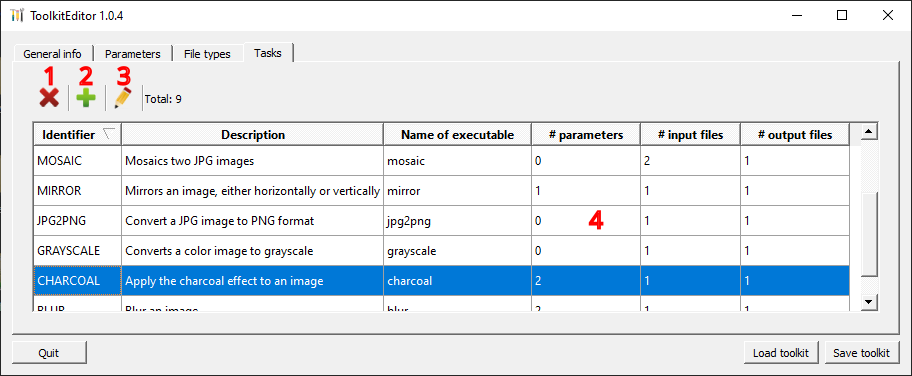 ToolkitEditor 1.0.4
General info Parameters File types Tasks
1 2 3
Total: 9
Identifier Description Name of executable # parameters # input files # output files
MOSAIC Mosaics two JPG images mosaic 0 2 1
MIRROR Mirrors an image, either horizontally or vertically mirror 1 1 1
JPG2PNG Convert a JPG image to PNG format jpg2png 0 4 1 1
GRAYSCALE Converts a color image to grayscale grayscale 0 1 1
CHARCOAL Apply the charcoal effect to an image charcoal 2 1 1
BLUR Blur an image blur 2 1 1
Quit Load toolkit Save toolkit